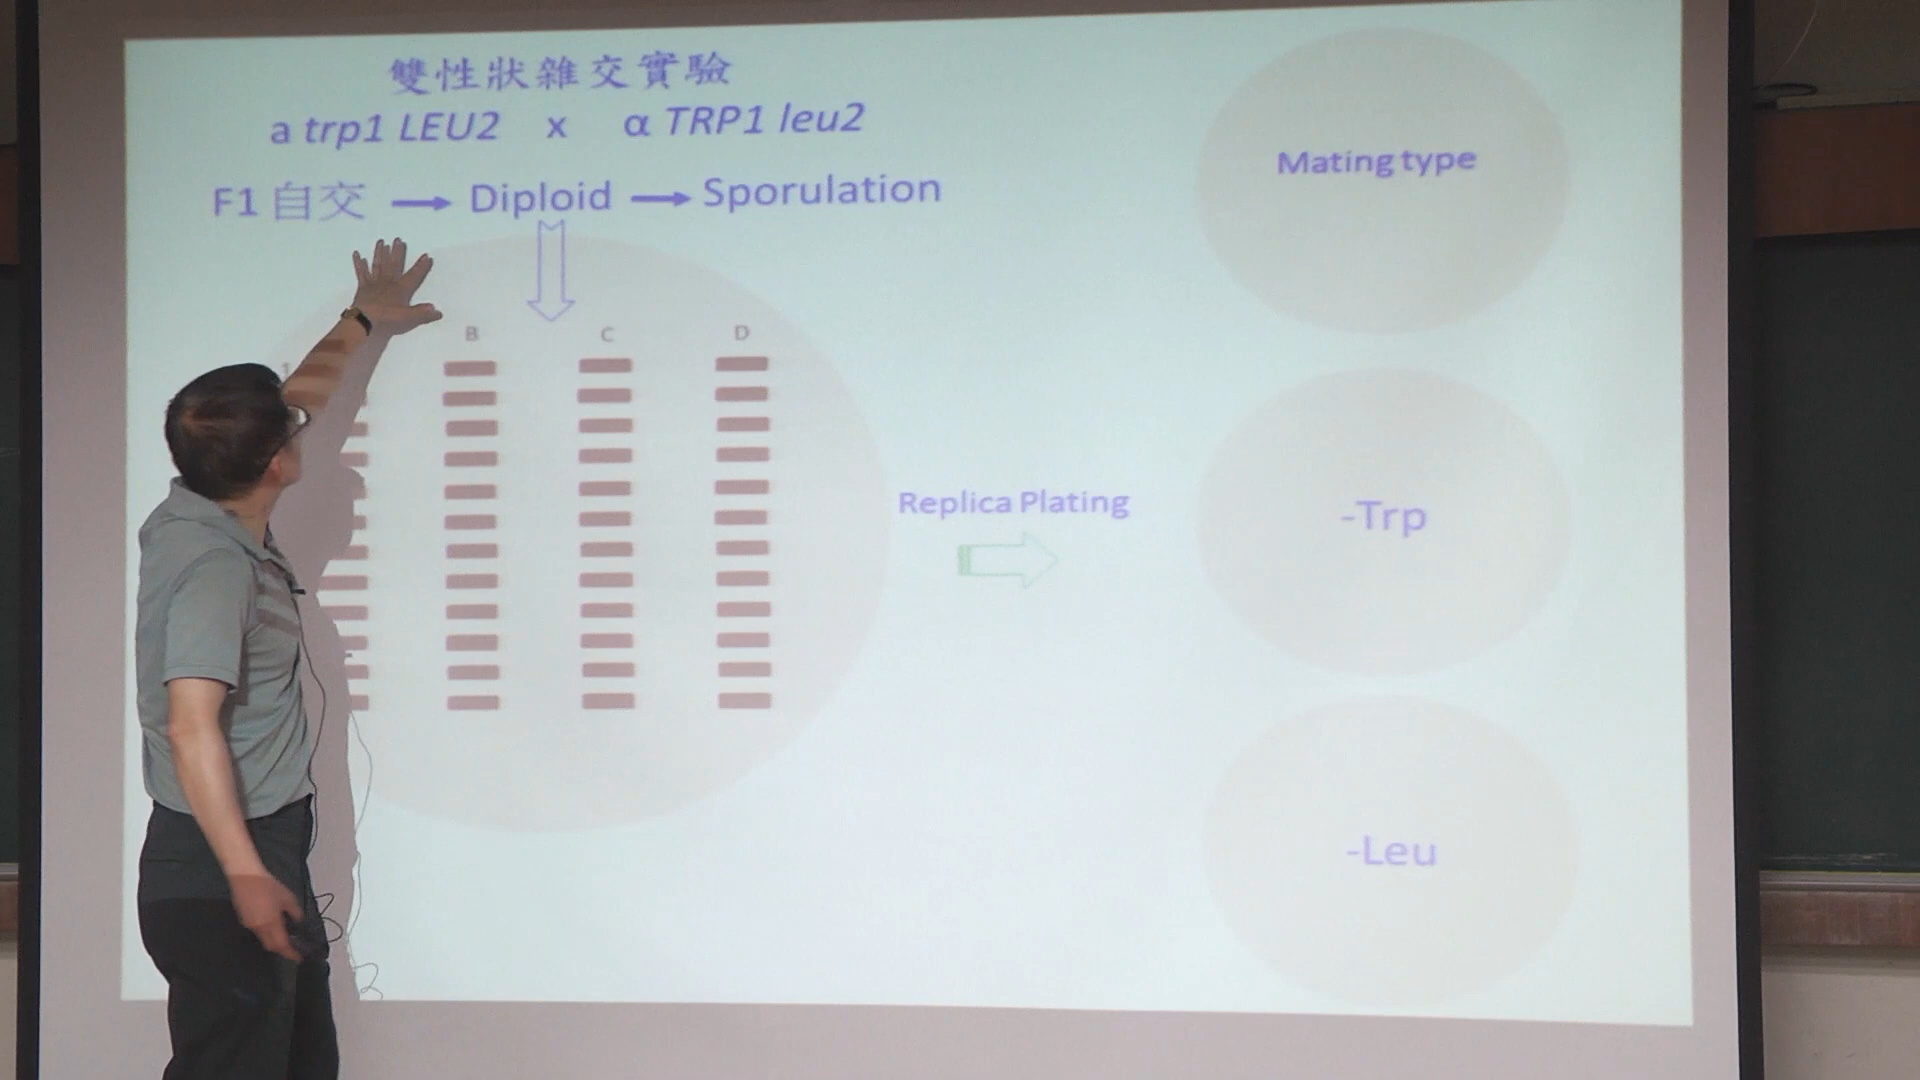 雙性狀雜交實驗
a trp1 LEU2 x α TRP1 leu2
F1 自交 → Diploid → Sporulation
B C D
1
Replica Plating
Mating type
-Trp
-Leu